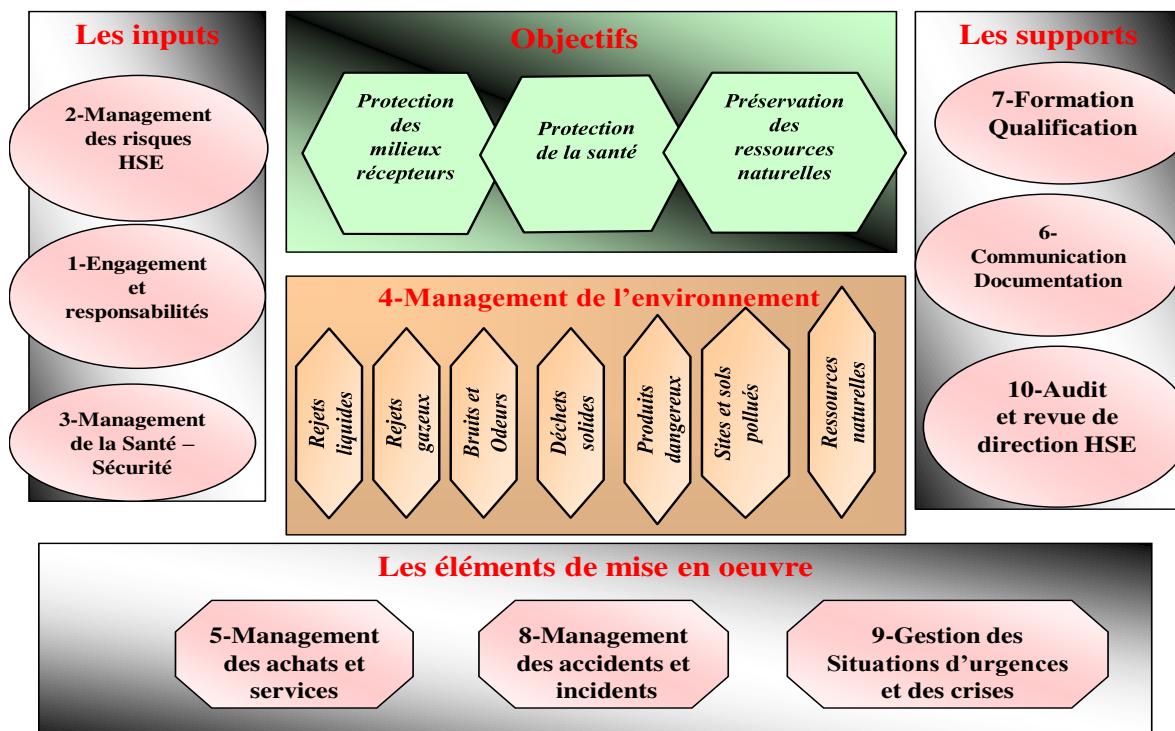 Les inputs
2-Management
des risques
HSE
1-Engagement
et
responsabilités
3-Management
de la Santé –
Sécurité
Objectifs
Protection
des
milieux
récepteurs
Protection
de la santé
Préservation
des
ressources
naturelles
4-Management de l’environnement
Rejets
liquides
Rejets
gazeux
Bruits et
Odeurs
Déchets
solides
Produits
dangereux
Sites et sols
pollués
Ressources
naturelles
Les supports
7-Formation
Qualification
6-
Communication
Documentation
10-Audit
et revue de
direction HSE
Les éléments de mise en oeuvre
5-Management
des achats et
services
8-Management
des accidents et
incidents
9-Gestion des
Situations d’urgences
et des crises